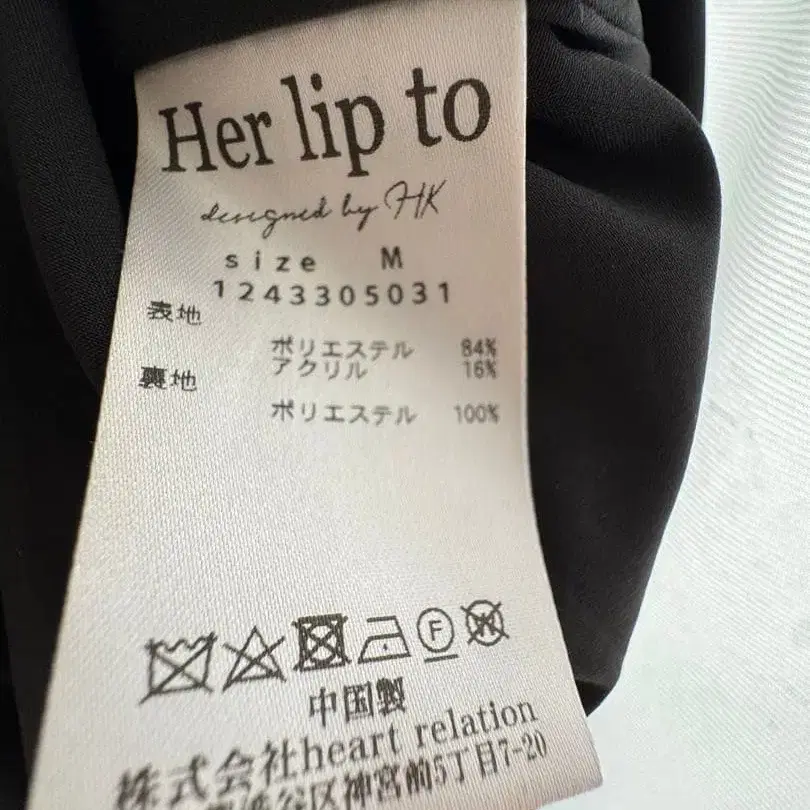 Her lip to
designed by HK
size M
1243305031
表地
ポリエステル 84%
アクリル 16%
裏地
ポリエステル 100%
F
W
中国製
株式会社heart relation
渋谷区神宮前5丁目7-20